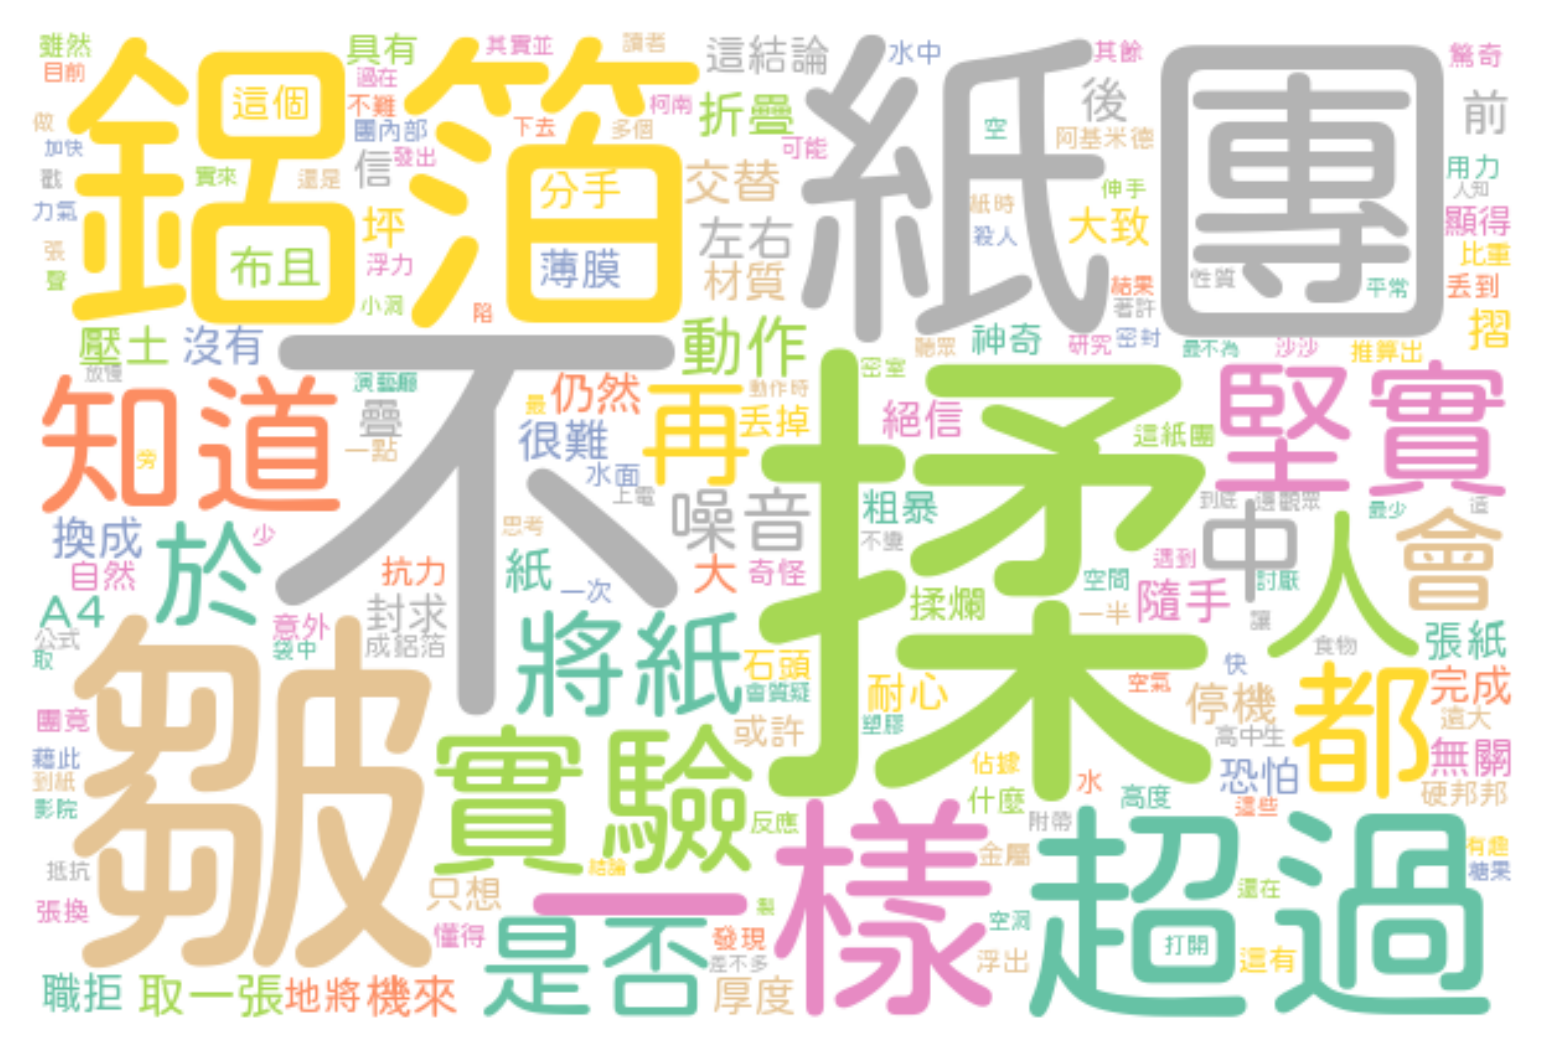 雖然
具有
其實並
讀者
這結論
水中
其餘
驚奇
目前
過在
鋁箔
紙團
這個
不難
柯南
折疊
後
前
做
團內部
下去
多個
空
阿基米德
加快
信
發出
可能
用力
戳
實來
還是
分手
交替
伸手
人知
力氣
坪
紙時
大致
顯得
張
布且
浮力
薄膜
左右
殺人
比重
聲
材質
性質
平常
結果
丟到
小洞
陷
著許
摺
壓土
沒有
不
動作
聽眾
神奇
研究
密封
最不為
沙沙
推算出
放慢
演藝廳
仍然
再
動作時
密室
揉
堅實
知道
疊
最
丟掉
絕信
這紙團
旁
一點
很難
水面
上電
噪音
粗暴
到底
邊觀眾
最少
造
換成
於
少
思考
不變
中
人
會
自然
抗力
紙
一次
大
奇怪
空間
遇到
討厭
A4
意外
封求
揉爛
一半
隨手
讓
公式
取
袋中
成鋁箔
將紙
石頭
食物
張紙
皺
會質疑
耐心
空氣
快
都
完成
團竟
實驗
或許
塑膠
停機
遠大
藉此
高中生
無關
到紙
佔據
水
恐怕
硬邦邦
影院
反應
什麼
高度
這些
附帶
抵抗
結論
一樣
金屬
超過
有趣
糖果
張換
只想
製
還在
懂得
是否
發現
空洞
打開
差不多
浮出
這有
職拒
取一張
地將
機來
厚度